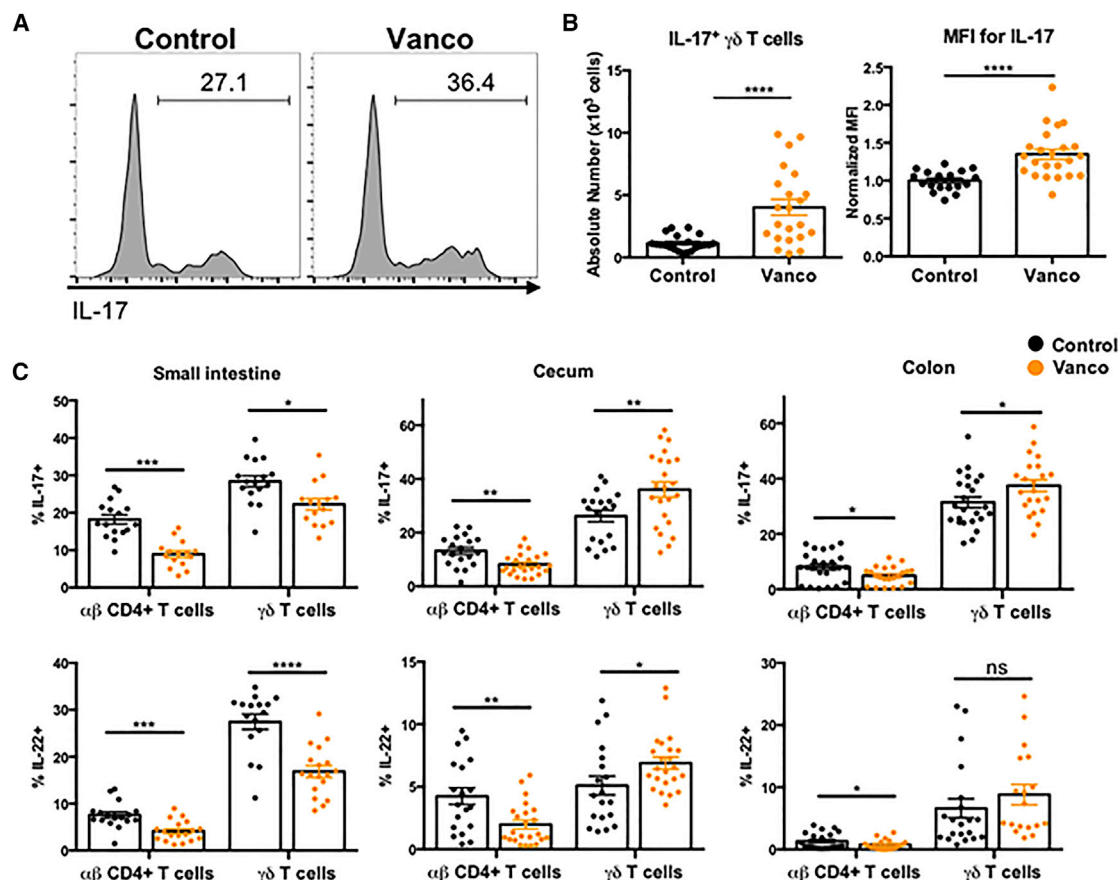 A
Control
Vanco
27.1
36.4
IL-17
B
IL-17+ γδ T cells
MFI for IL-17
Absolute Number (x10³ cells)
15
10
5
0
****
Control
Vanco
Normalized MFI
2.5
2.0
1.5
1.0
0.5
0.0
****
Control
Vanco
Control
Vanco
C
Small intestine
Cecum
Colon
% IL-17+
50
40
30
20
10
0
***
*
αβ CD4+ T cells
γδ T cells
% IL-17+
60
40
20
0
**
**
αβ CD4+ T cells
γδ T cells
% IL-17+
60
40
20
0
*
*
αβ CD4+ T cells
γδ T cells
% IL-22+
40
30
20
10
0
***
****
αβ CD4+ T cells
γδ T cells
% IL-22+
15
10
5
0
**
*
αβ CD4+ T cells
γδ T cells
% IL-22+
30
20
10
0
*
ns
αβ CD4+ T cells
γδ T cells